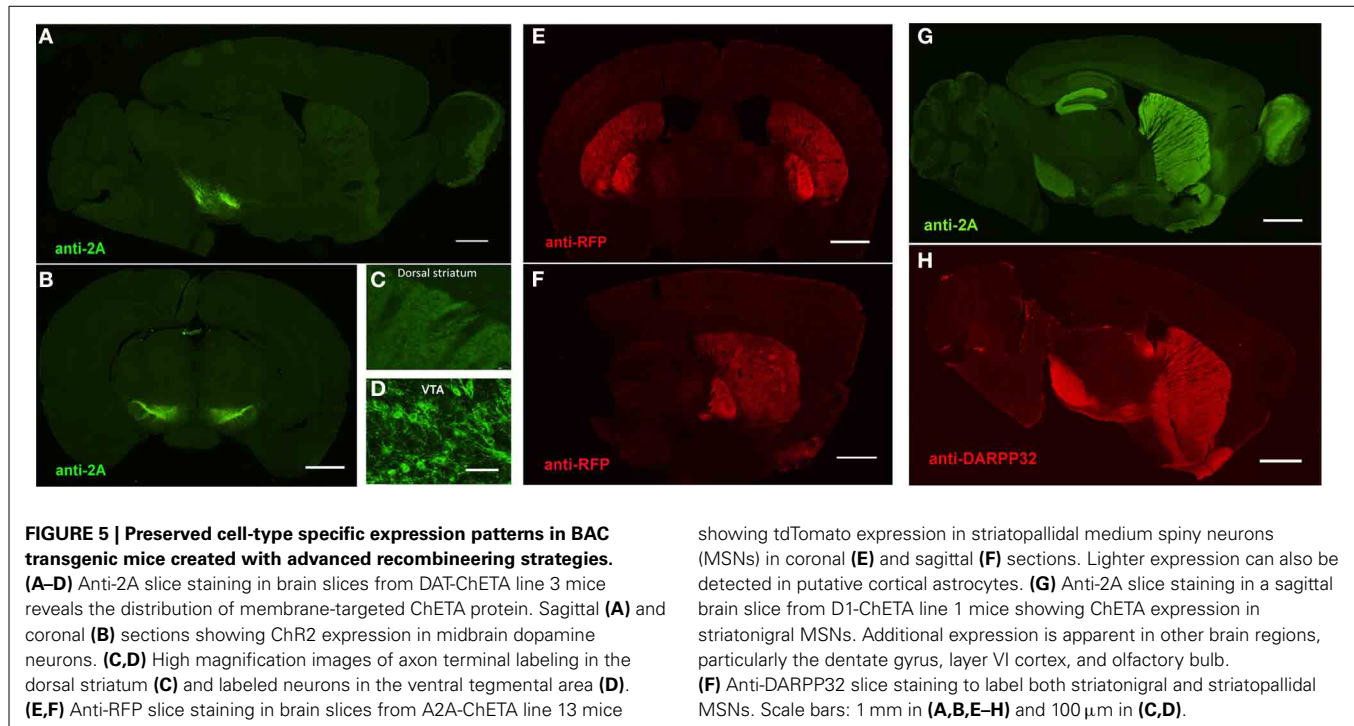 A
anti-2A
B
anti-2A
C
Dorsal striatum
D
VTA
E
anti-RFP
F
anti-RFP
G
anti-2A
H
anti-DARPP32
FIGURE 5 | Preserved cell-type specific expression patterns in BAC
transgenic mice created with advanced recombineering strategies.
(A–D) Anti-2A slice staining in brain slices from DAT-ChETA line 3 mice
reveals the distribution of membrane-targeted ChETA protein. Sagittal (A) and
coronal (B) sections showing ChR2 expression in midbrain dopamine
neurons. (C,D) High magnification images of axon terminal labeling in the
dorsal striatum (C) and labeled neurons in the ventral tegmental area (D).
(E,F) Anti-RFP slice staining in brain slices from A2A-ChETA line 13 mice
showing tdTomato expression in striatopallidal medium spiny neurons
(MSNs) in coronal (E) and sagittal (F) sections. Lighter expression can also be
detected in putative cortical astrocytes. (G) Anti-2A slice staining in a sagittal
brain slice from D1-ChETA line 1 mice showing ChETA expression in
striatonigral MSNs. Additional expression is apparent in other brain regions,
particularly the dentate gyrus, layer VI cortex, and olfactory bulb.
(F) Anti-DARPP32 slice staining to label both striatonigral and striatopallidal
MSNs. Scale bars: 1 mm in (A,B,E–H) and 100 μm in (C,D).